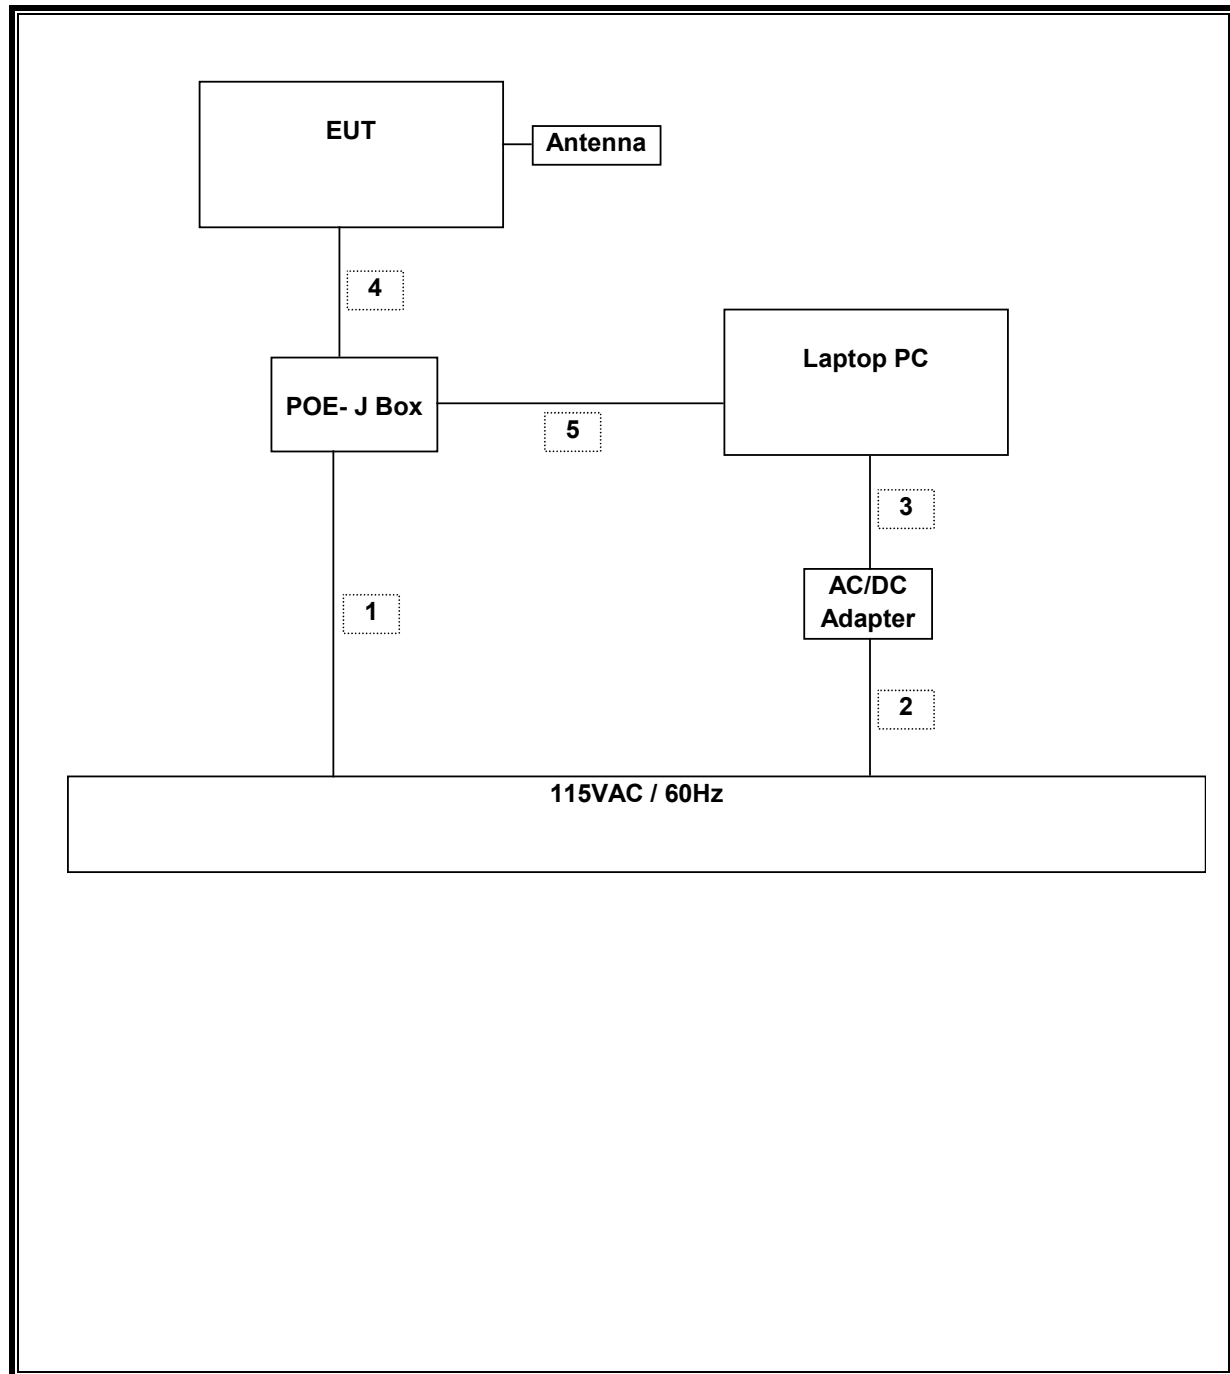 EUT
Antenna
4
Laptop PC
POE- J Box
5
3
AC/DC
Adapter
1
2
115VAC / 60Hz